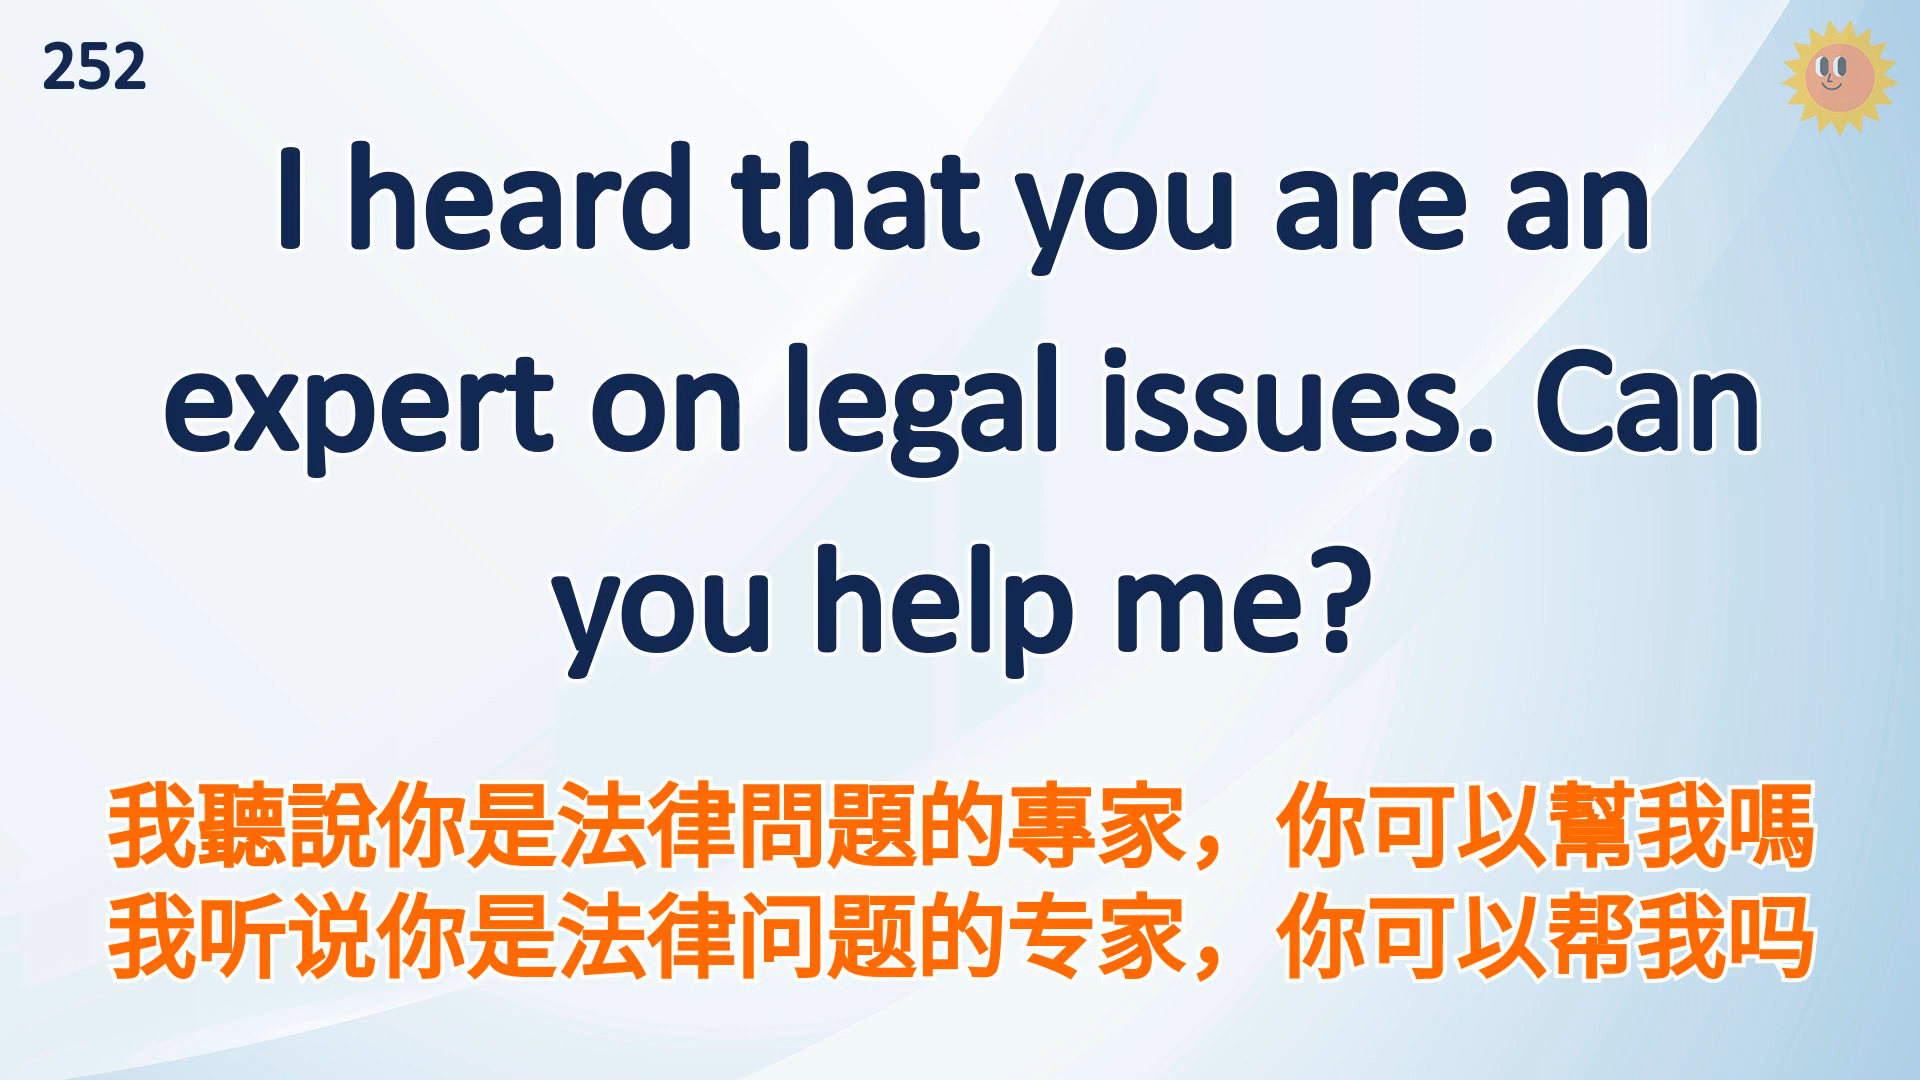 252
I heard that you are an
expert on legal issues. Can
you help me?
我聽說你是法律問題的專家，你可以幫我嗎
我听说你是法律问题的专家，你可以帮我吗